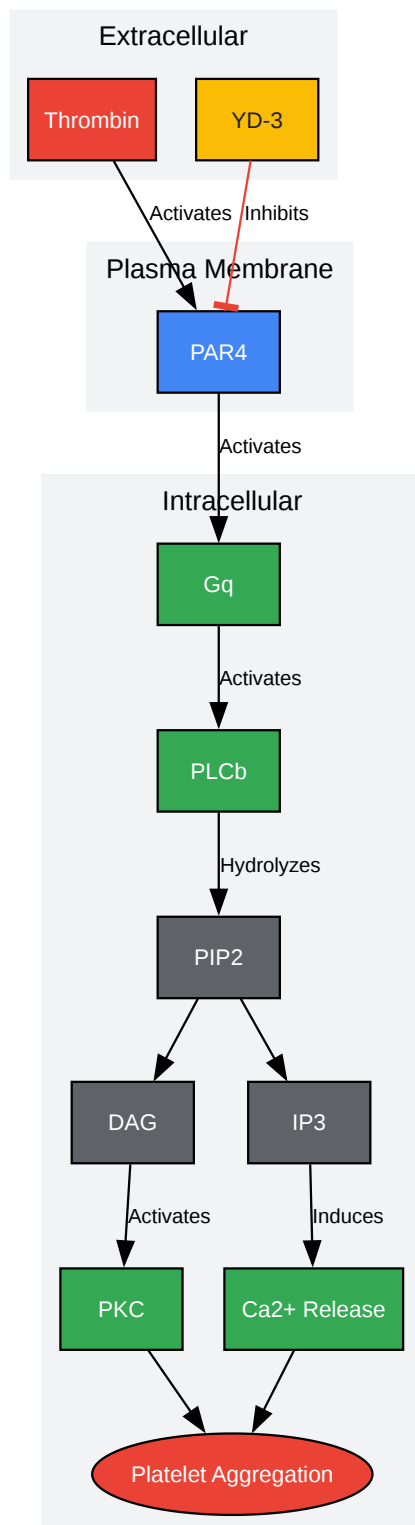 Extracellular
Thrombin
YD-3
Activates
Inhibits
Plasma Membrane
PAR4
Activates
Intracellular
Gq
Activates
PLCb
Hydrolyzes
PIP2
DAG
IP3
Activates
Induces
PKC
Ca2+ Release
Platelet Aggregation